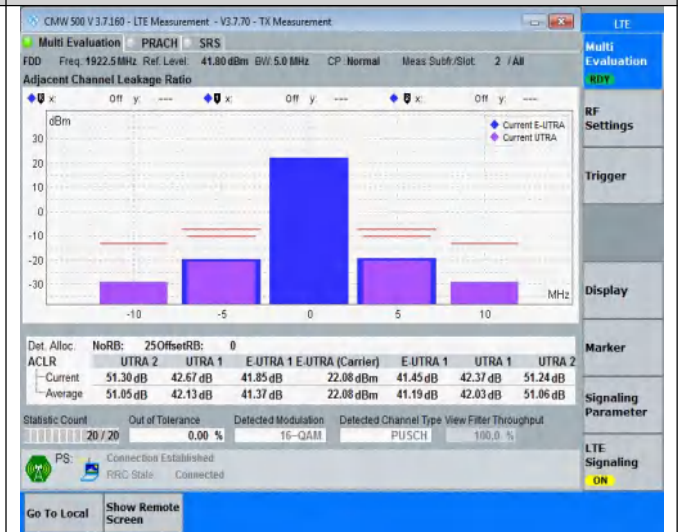 CMW 500 V 3.7.160 - LTE Measurement - V3.7.70 - TX Measurement
LTE
Multi Evaluation PRACH SRS
Multi Evaluation
RDY
FDD Freq: 1922.5 MHz Ref. Level: 41.80 dBm BW: 5.0 MHz CP: Normal Meas Subfr./Slot: 2 / All
Adjacent Channel Leakage Ratio
x: Off y: --- x: Off y: --- x: Off y: ---
dBm
Current E-UTRA
Current UTRA
30
20
10
0
-10
-20
-30
MHz
-10 -5 0 5 10
RF Settings
Trigger
Display
Marker
Signaling Parameter
LTE Signaling
ON
Det. Alloc. NoRB: 25 OffsetRB: 0
ACLR UTRA 2 UTRA 1 E-UTRA 1 E-UTRA (Carrier) E-UTRA 1 UTRA 1 UTRA 2
Current 51.30 dB 42.67 dB 41.85 dB 22.08 dBm 41.45 dB 42.37 dB 51.24 dB
Average 51.05 dB 42.13 dB 41.37 dB 22.08 dBm 41.19 dB 42.03 dB 51.06 dB
Statistic Count Out of Tolerance Detected Modulation Detected Channel Type View Filter Throughput
20 / 20 0.00 % 16-QAM PUSCH 100.0 %
PS: Connection Established
RRC State Connected
Go To Local
Show Remote Screen